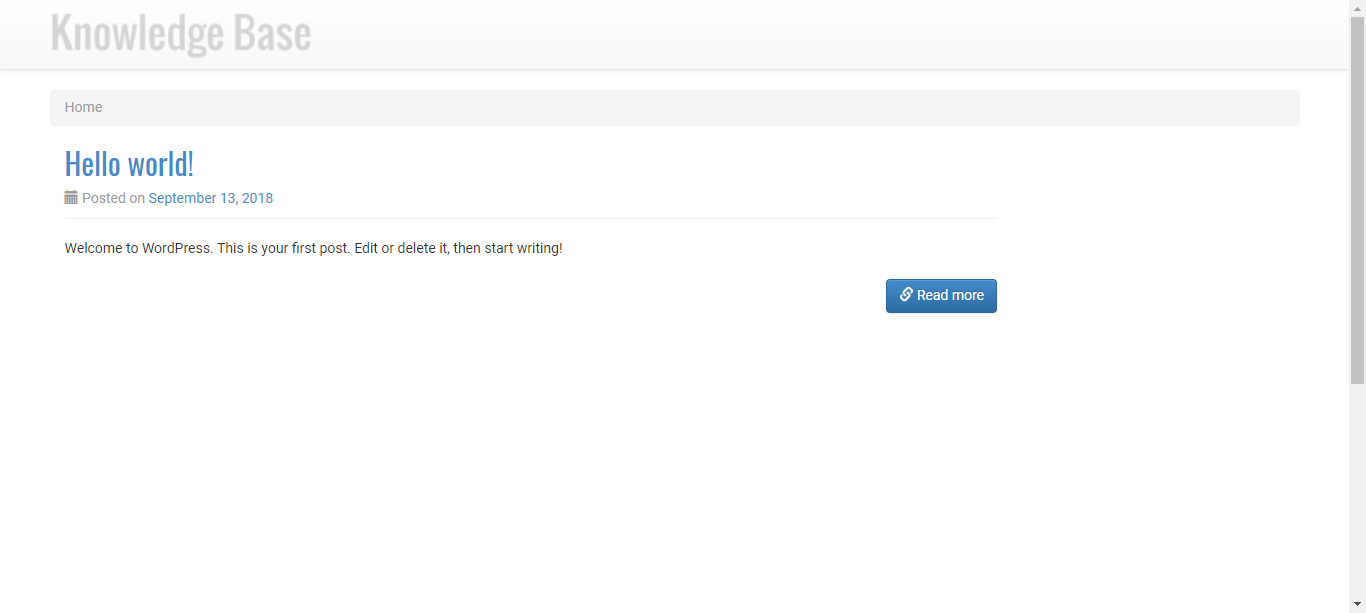 Knowledge Base
Home
Hello world!
Posted on September 13, 2018
Welcome to WordPress. This is your first post. Edit or delete it, then start writing!
Read more